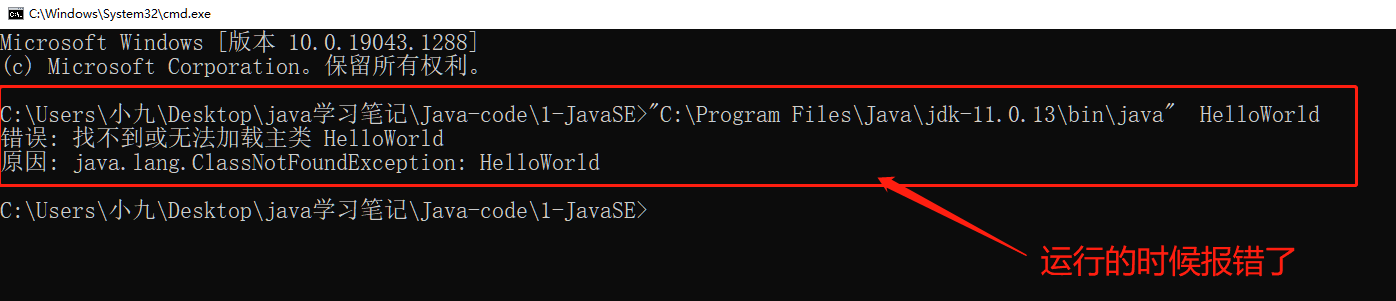 C:\Windows\System32\cmd.exe
Microsoft Windows [版本 10.0.19043.1288]
(c) Microsoft Corporation。保留所有权利。
C:\Users\小九\Desktop\java学习笔记\Java-code\1-JavaSE>"C:\Program Files\Java\jdk-11.0.13\bin\java"  HelloWorld
错误: 找不到或无法加载主类 HelloWorld
原因: java.lang.ClassNotFoundException: HelloWorld
C:\Users\小九\Desktop\java学习笔记\Java-code\1-JavaSE>
运行的时候报错了